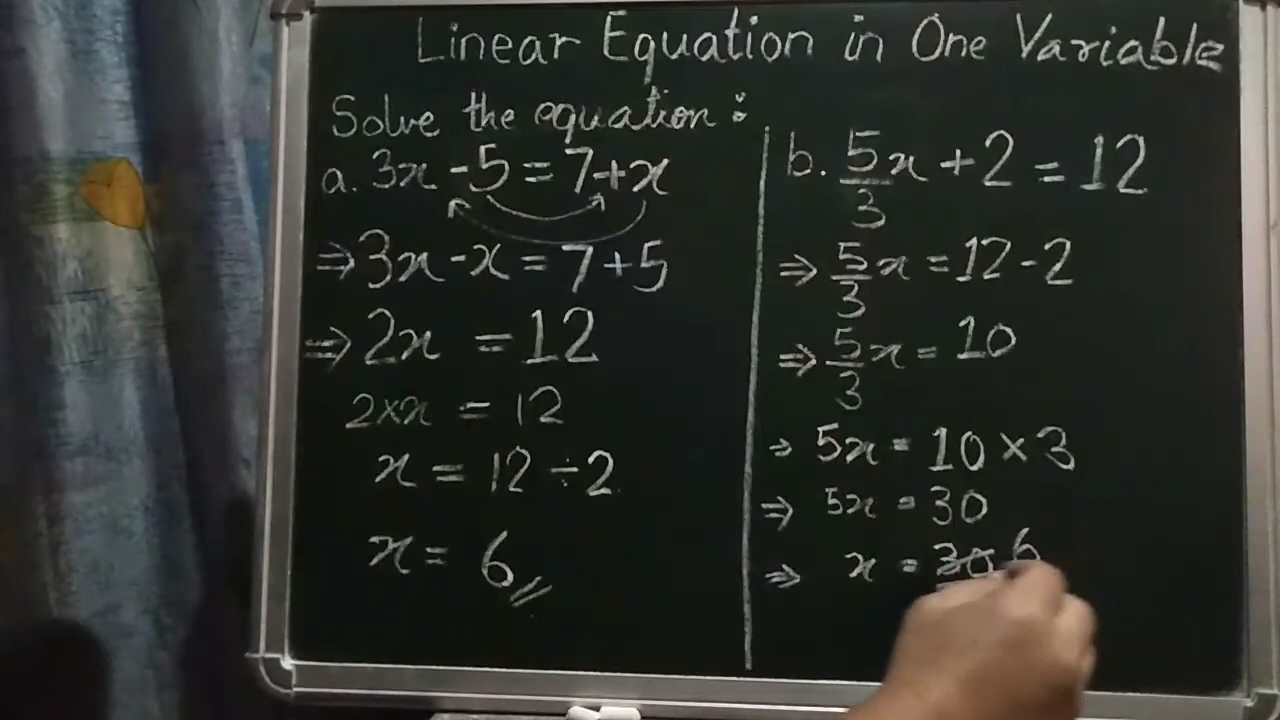 Linear Equation in One Variable
Solve the equation :
a. 3x - 5 = 7 + x
⇒ 3x - x = 7 + 5
⇒ 2x = 12
2 × x = 12
x = 12 ÷ 2
x = 6
b. 5/3 x + 2 = 12
⇒ 5/3 x = 12 - 2
⇒ 5/3 x = 10
⇒ 5x = 10 × 3
⇒ 5x = 30
⇒ x = 30 6